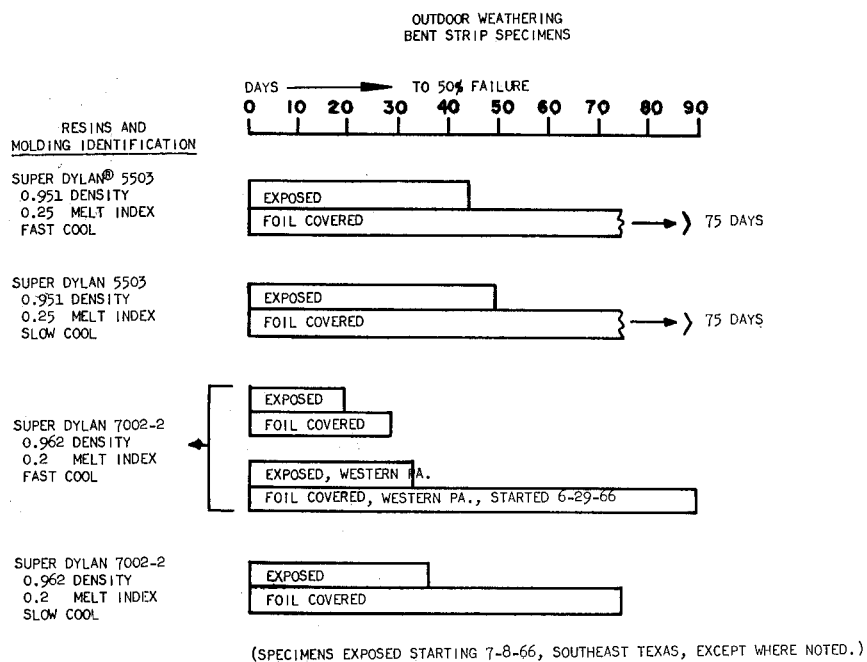 OUTDOOR WEATHERING
BENT STRIP SPECIMENS
DAYS TO 50% FAILURE
0 10 20 30 40 50 60 70 80 90
RESINS AND
MOLDING IDENTIFICATION
SUPER DYLAN® 5503
0.951 DENSITY
0.25 MELT INDEX
FAST COOL
EXPOSED
FOIL COVERED
> 75 DAYS
SUPER DYLAN 5503
0.951 DENSITY
0.25 MELT INDEX
SLOW COOL
EXPOSED
FOIL COVERED
> 75 DAYS
SUPER DYLAN 7002-2
0.962 DENSITY
0.2 MELT INDEX
FAST COOL
EXPOSED
FOIL COVERED
EXPOSED, WESTERN PA.
FOIL COVERED, WESTERN PA., STARTED 6-29-66
SUPER DYLAN 7002-2
0.962 DENSITY
0.2 MELT INDEX
SLOW COOL
EXPOSED
FOIL COVERED
(SPECIMENS EXPOSED STARTING 7-8-66, SOUTHEAST TEXAS, EXCEPT WHERE NOTED.)